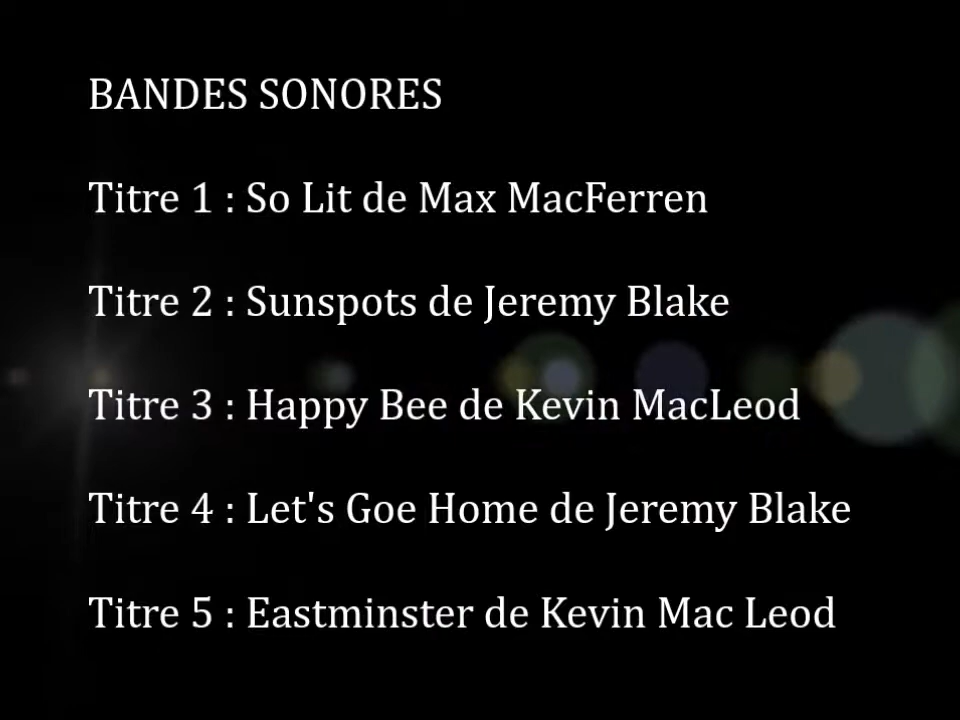 BANDES SONORES
Titre 1 : So Lit de Max MacFerren
Titre 2 : Sunspots de Jeremy Blake
Titre 3 : Happy Bee de Kevin MacLeod
Titre 4 : Let's Goe Home de Jeremy Blake
Titre 5 : Eastminster de Kevin Mac Leod